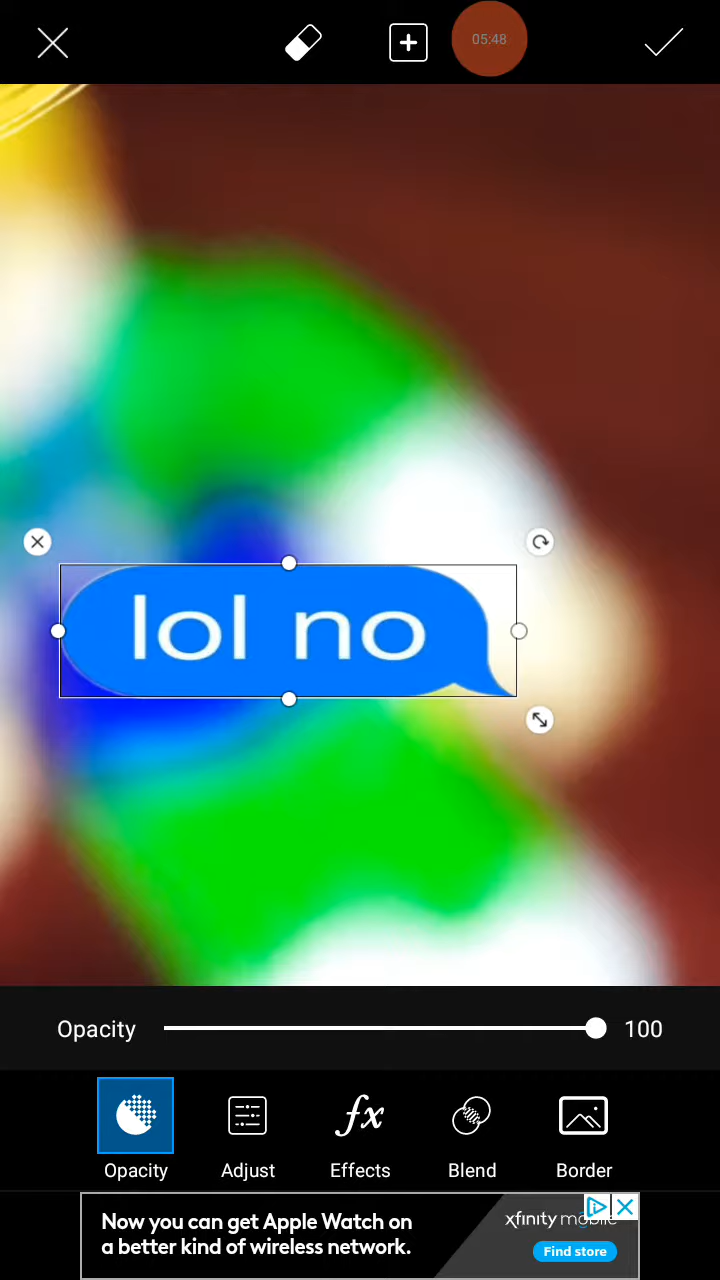 05:48
lol no
Opacity 100
Opacity Adjust Effects Blend Border
Now you can get Apple Watch on
a better kind of wireless network.
xfinity mobile
Find store